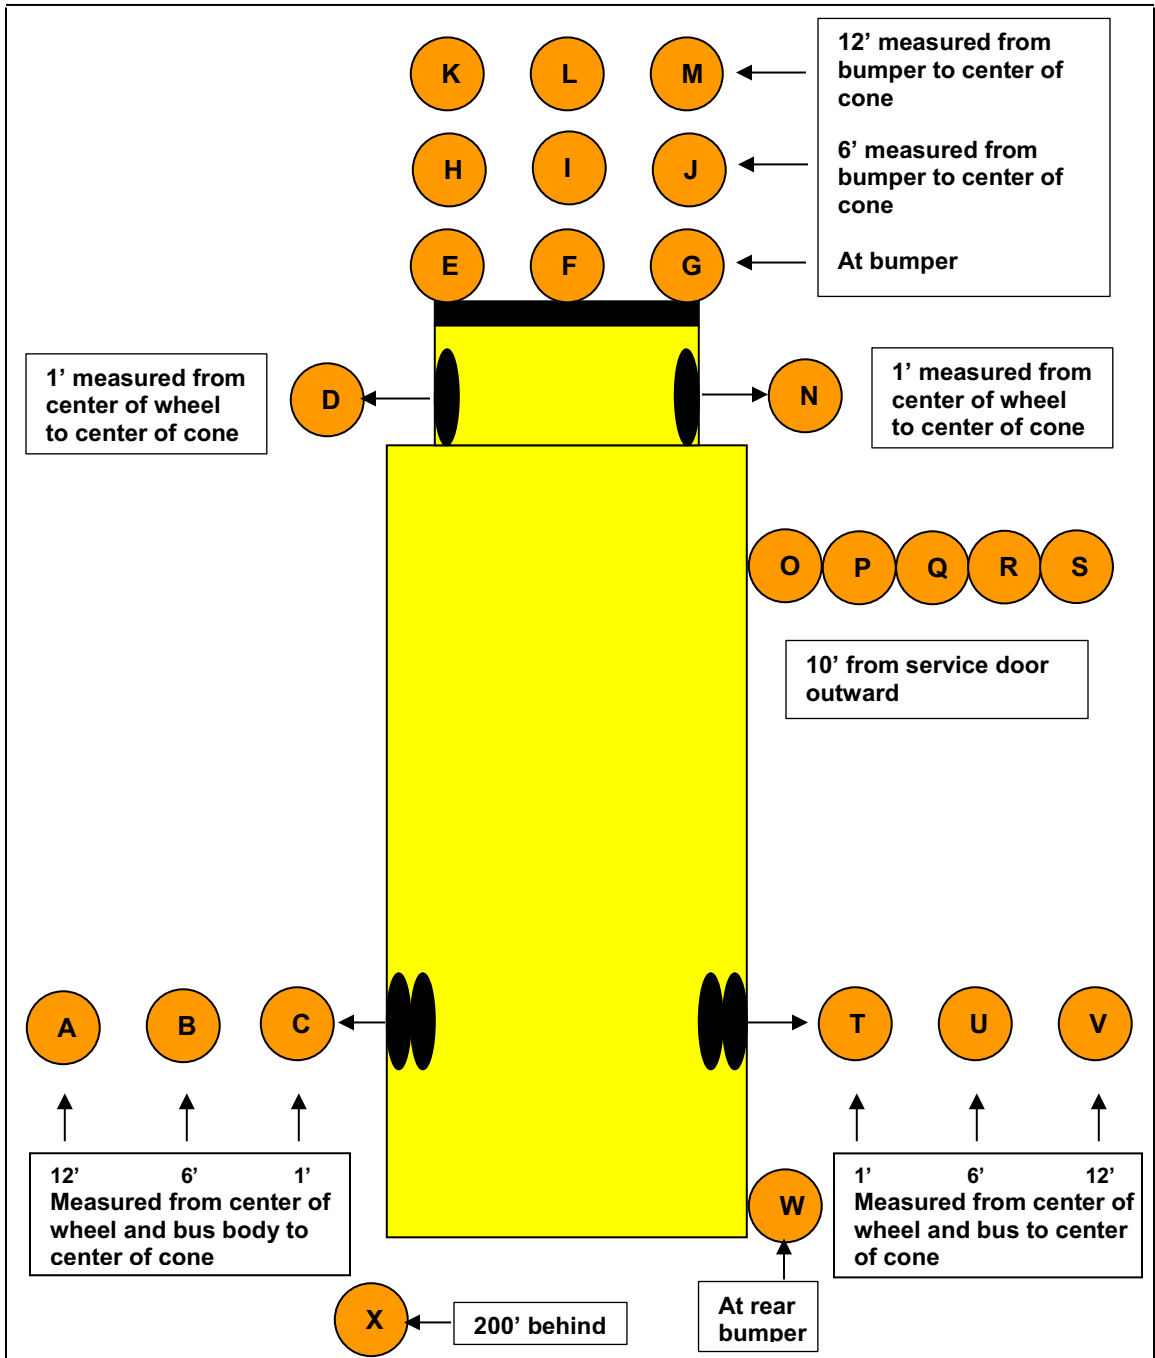 K L M
12’ measured from
bumper to center of
cone
H I J
6’ measured from
bumper to center of
cone
E F G
At bumper
1’ measured from
center of wheel
to center of cone
D
N
1’ measured from
center of wheel
to center of cone
O P Q R S
10’ from service door
outward
A B C
T U V
12’ 6’ 1’
Measured from center of
wheel and bus body to
center of cone
1’ 6’ 12’
Measured from center of
wheel and bus to center
of cone
W
At rear
bumper
X
200’ behind